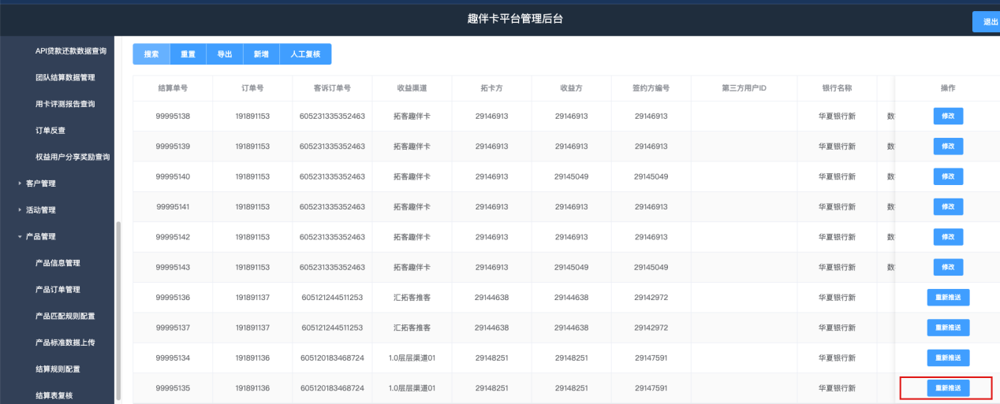 趣伴卡平台管理后台
退出
API贷款还款数据查询
团队结算数据管理
用卡评测报告查询
订单反查
权益用户分享奖励查询
客户管理
活动管理
产品管理
产品信息管理
产品订单管理
产品匹配规则配置
产品标准数据上传
结算规则配置
结算表复核
搜索 重置 导出 新增 人工复核
结算单号 订单号 客诉订单号 收益渠道 拓卡方 收益方 签约方编号 第三方用户ID 银行名称 操作
99995138 191891153 605231335352463 拓客趣伴卡 29146913 29146913 29146913 华夏银行新 数 修改
99995139 191891153 605231335352463 拓客趣伴卡 29146913 29146913 29146913 华夏银行新 数 修改
99995140 191891153 605231335352463 拓客趣伴卡 29146913 29145049 29145049 华夏银行新 数 修改
99995141 191891153 605231335352463 拓客趣伴卡 29146913 29146913 29146913 华夏银行新 数 修改
99995142 191891153 605231335352463 拓客趣伴卡 29146913 29146913 29146913 华夏银行新 数 修改
99995143 191891153 605231335352463 拓客趣伴卡 29146913 29145049 29145049 华夏银行新 数 修改
99995136 191891137 605121244511253 汇拓客推客 29144638 29144638 29142972 华夏银行新 重新推送
99995137 191891137 605121244511253 汇拓客推客 29144638 29144638 29142972 华夏银行新 重新推送
99995134 191891136 605120183468724 1.0层层渠道01 29148251 29148251 29147591 华夏银行新 重新推送
99995135 191891136 605120183468724 1.0层层渠道01 29148251 29148251 29147591 华夏银行新 重新推送